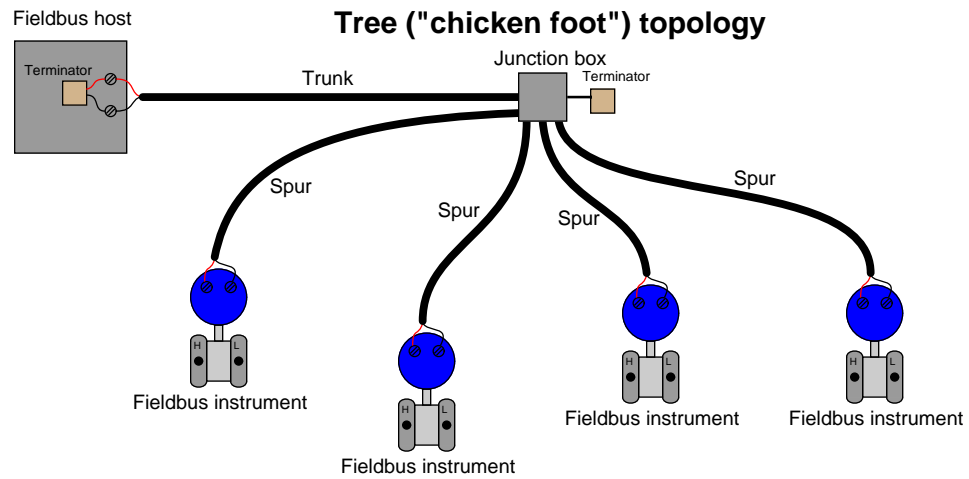 Fieldbus host
Tree ("chicken foot") topology
Junction box
Terminator
Terminator
Trunk
Spur
Spur
Spur
Spur
H L
H L
H L
H L
Fieldbus instrument
Fieldbus instrument
Fieldbus instrument
Fieldbus instrument